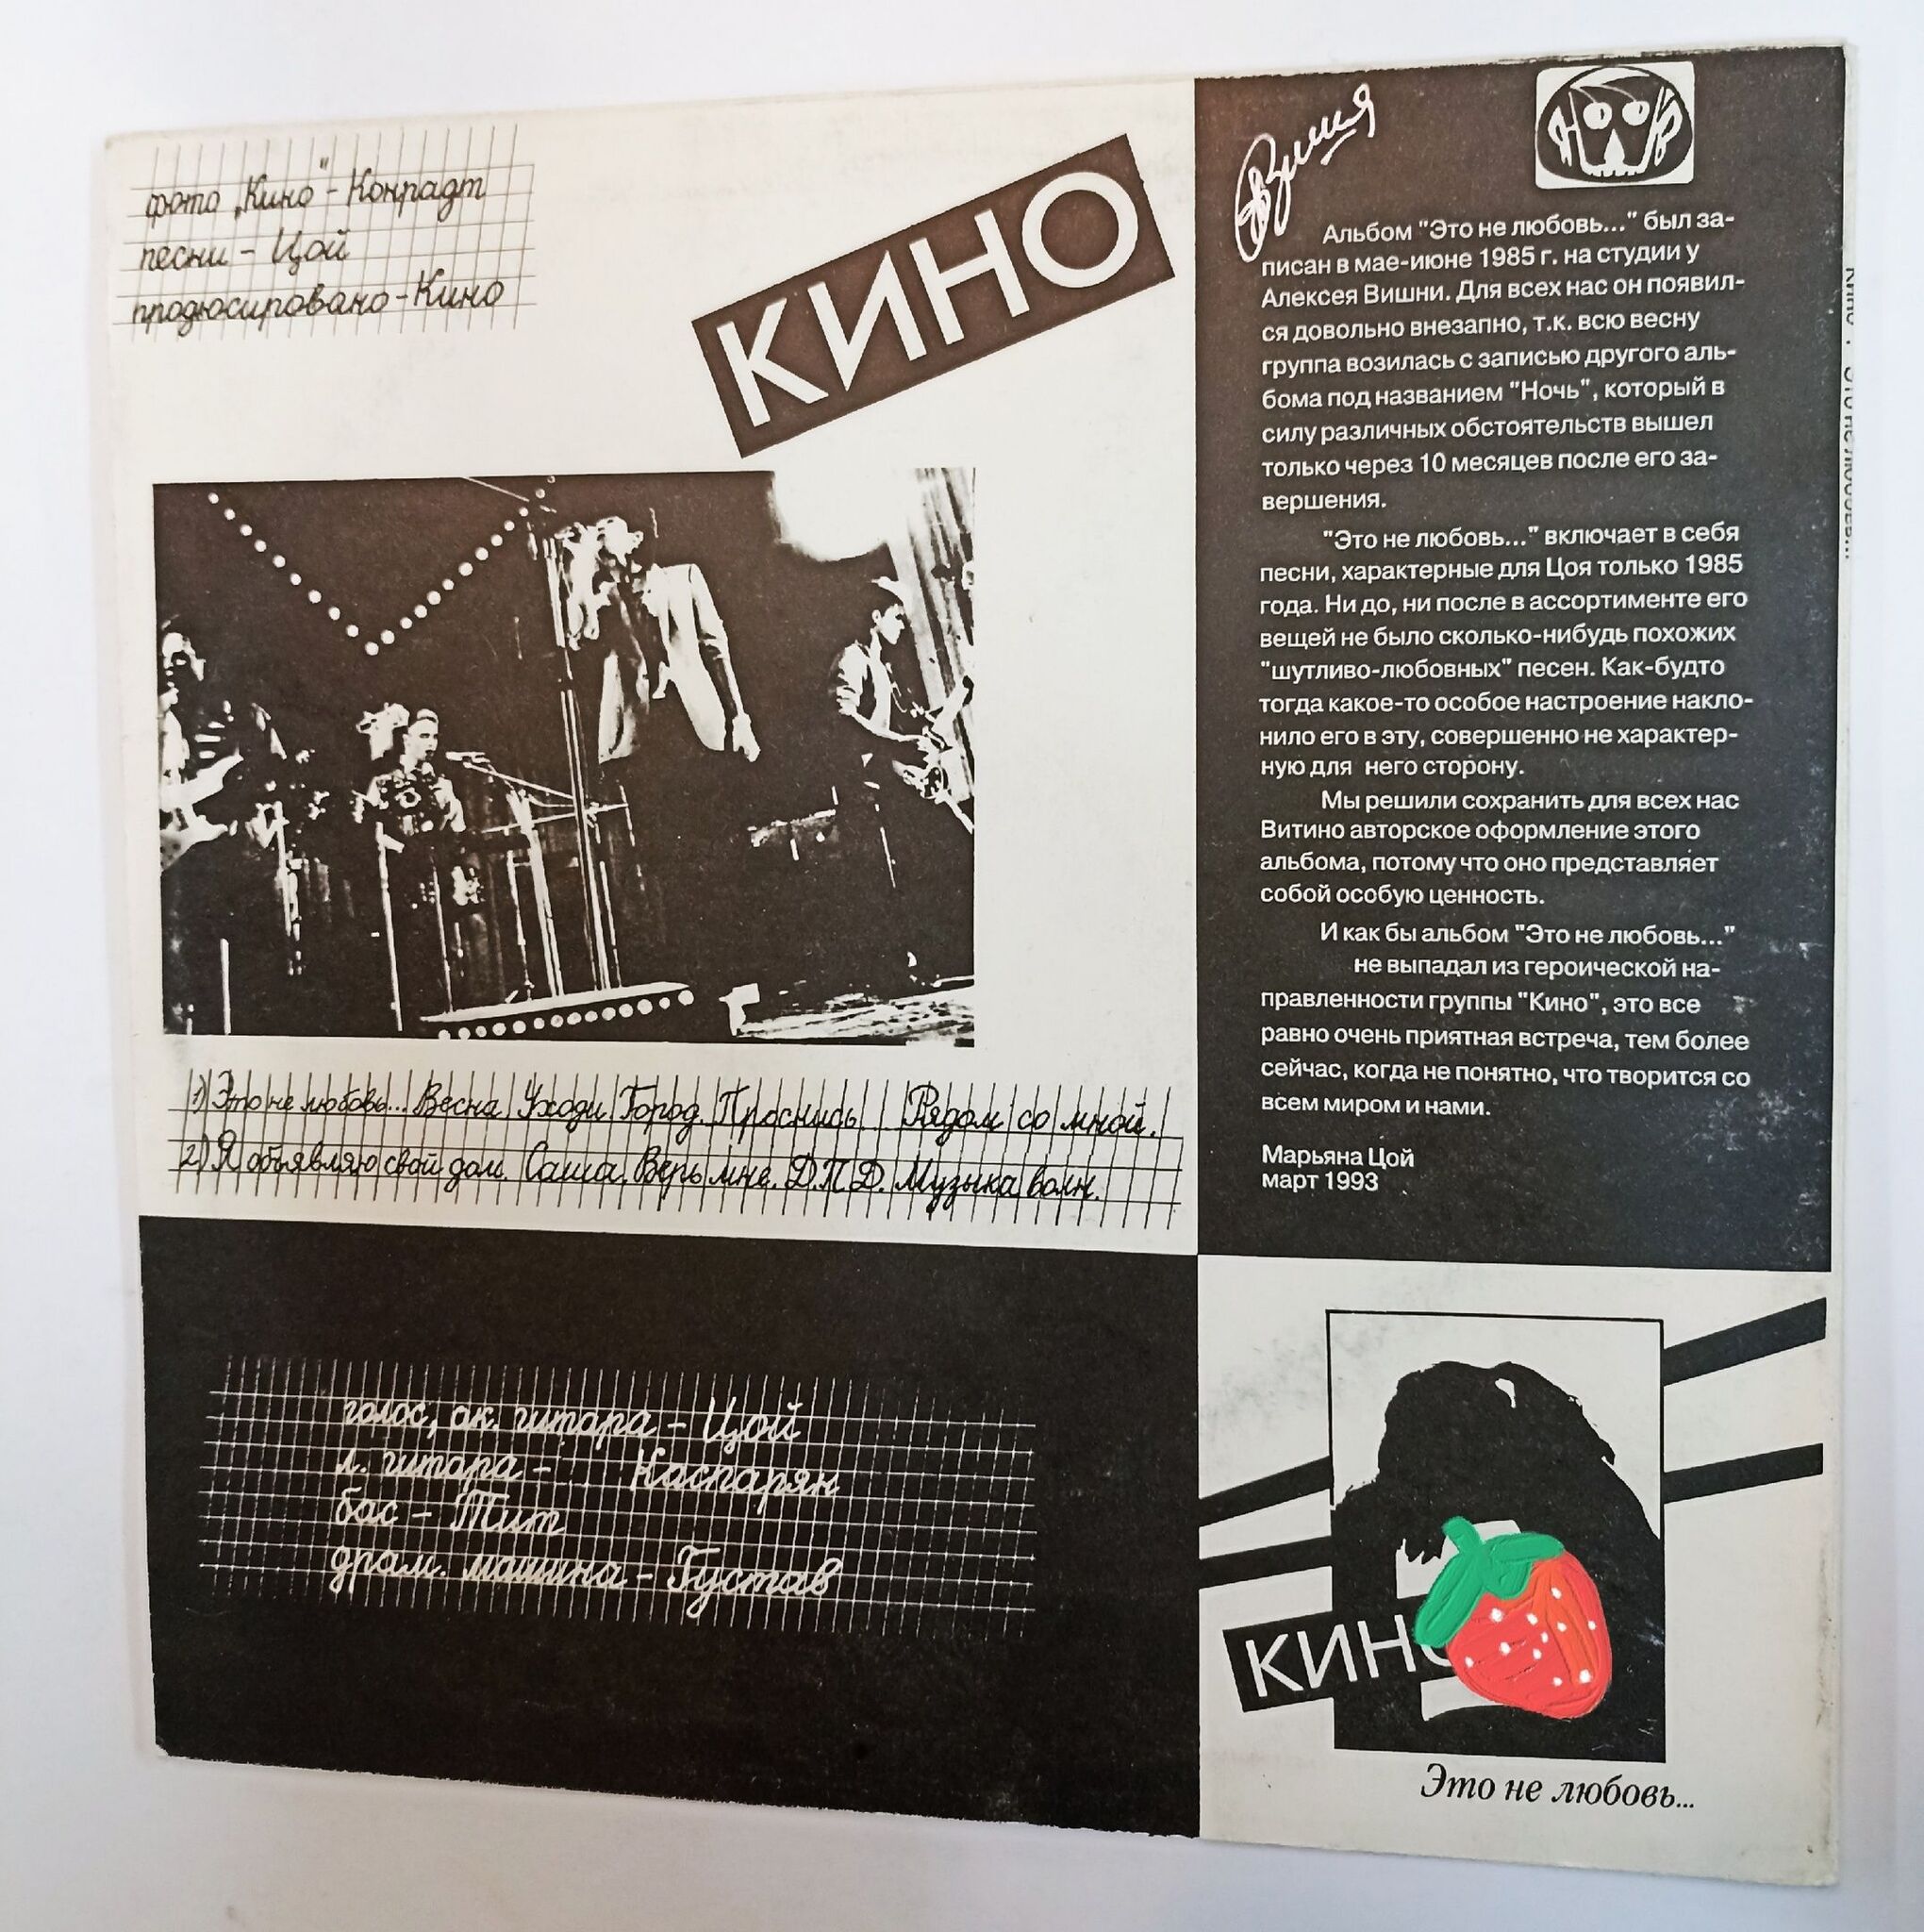 фото „Кино" - Конрадт
песни - Цой
продюсировано - Кино
КИНО
1) Это не любовь... Весна. Уходи. Город. Проснись. Рядом со мной.
2) Я объявляю свой дом. Саша. Верь мне. Д.П.Д. Музыка волн.
голос, ак. гитара - Цой
л. гитара - Каспарян
бас - Тит
драм. машина - Густав
Вишня
Альбом "Это не любовь..." был за-
писан в мае-июне 1985 г. на студии у
Алексея Вишни. Для всех нас он появил-
ся довольно внезапно, т.к. всю весну
группа возилась с записью другого аль-
бома под названием "Ночь", который в
силу различных обстоятельств вышел
только через 10 месяцев после его за-
вершения.
"Это не любовь..." включает в себя
песни, характерные для Цоя только 1985
года. Ни до, ни после в ассортименте его
вещей не было сколько-нибудь похожих
"шутливо-любовных" песен. Как-будто
тогда какое-то особое настроение накло-
нило его в эту, совершенно не характер-
ную для него сторону.
Мы решили сохранить для всех нас
Витино авторское оформление этого
альбома, потому что оно представляет
собой особую ценность.
И как бы альбом "Это не любовь..."
не выпадал из героической на-
правленности группы "Кино", это все
равно очень приятная встреча, тем более
сейчас, когда не понятно, что творится со
всем миром и нами.
Марьяна Цой
март 1993
КИНО
Это не любовь...